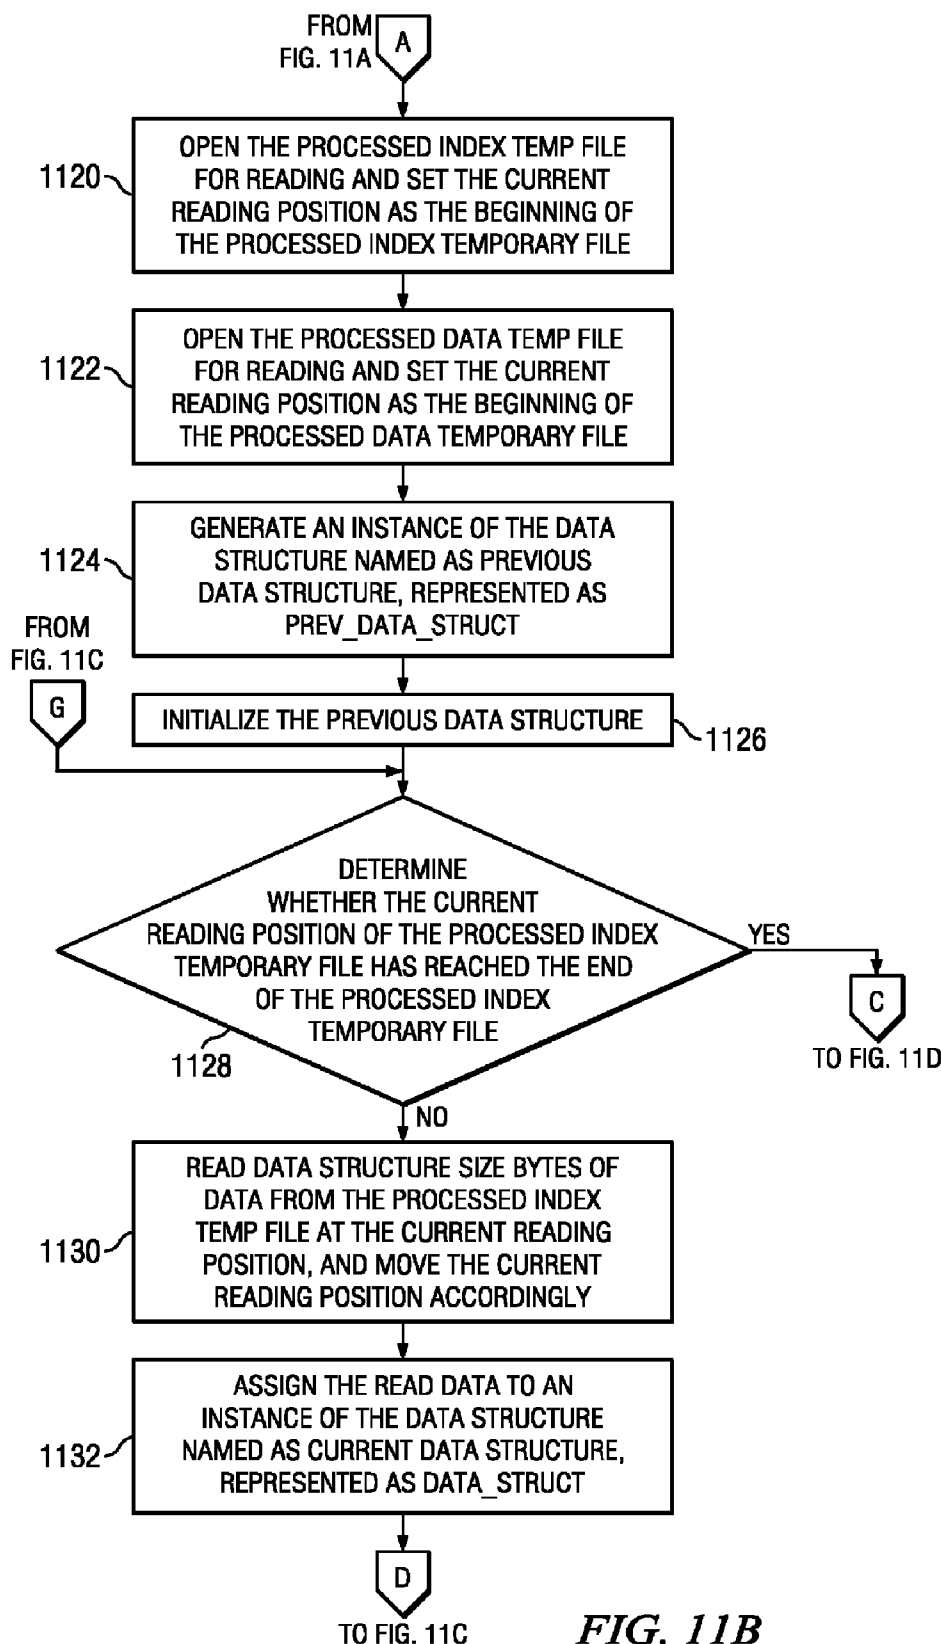 FROM
FIG. 11A
A
1120
OPEN THE PROCESSED INDEX TEMP FILE
FOR READING AND SET THE CURRENT
READING POSITION AS THE BEGINNING OF
THE PROCESSED INDEX TEMPORARY FILE
1122
OPEN THE PROCESSED DATA TEMP FILE
FOR READING AND SET THE CURRENT
READING POSITION AS THE BEGINNING OF
THE PROCESSED DATA TEMPORARY FILE
1124
GENERATE AN INSTANCE OF THE DATA
STRUCTURE NAMED AS PREVIOUS
DATA STRUCTURE, REPRESENTED AS
PREV_DATA_STRUCT
FROM
FIG. 11C
G
INITIALIZE THE PREVIOUS DATA STRUCTURE
1126
DETERMINE
WHETHER THE CURRENT
READING POSITION OF THE PROCESSED INDEX
TEMPORARY FILE HAS REACHED THE END
OF THE PROCESSED INDEX
TEMPORARY FILE
1128
YES
C
TO FIG. 11D
NO
1130
READ DATA STRUCTURE SIZE BYTES OF
DATA FROM THE PROCESSED INDEX
TEMP FILE AT THE CURRENT READING
POSITION, AND MOVE THE CURRENT
READING POSITION ACCORDINGLY
1132
ASSIGN THE READ DATA TO AN
INSTANCE OF THE DATA STRUCTURE
NAMED AS CURRENT DATA STRUCTURE,
REPRESENTED AS DATA_STRUCT
D
TO FIG. 11C
FIG. 11B